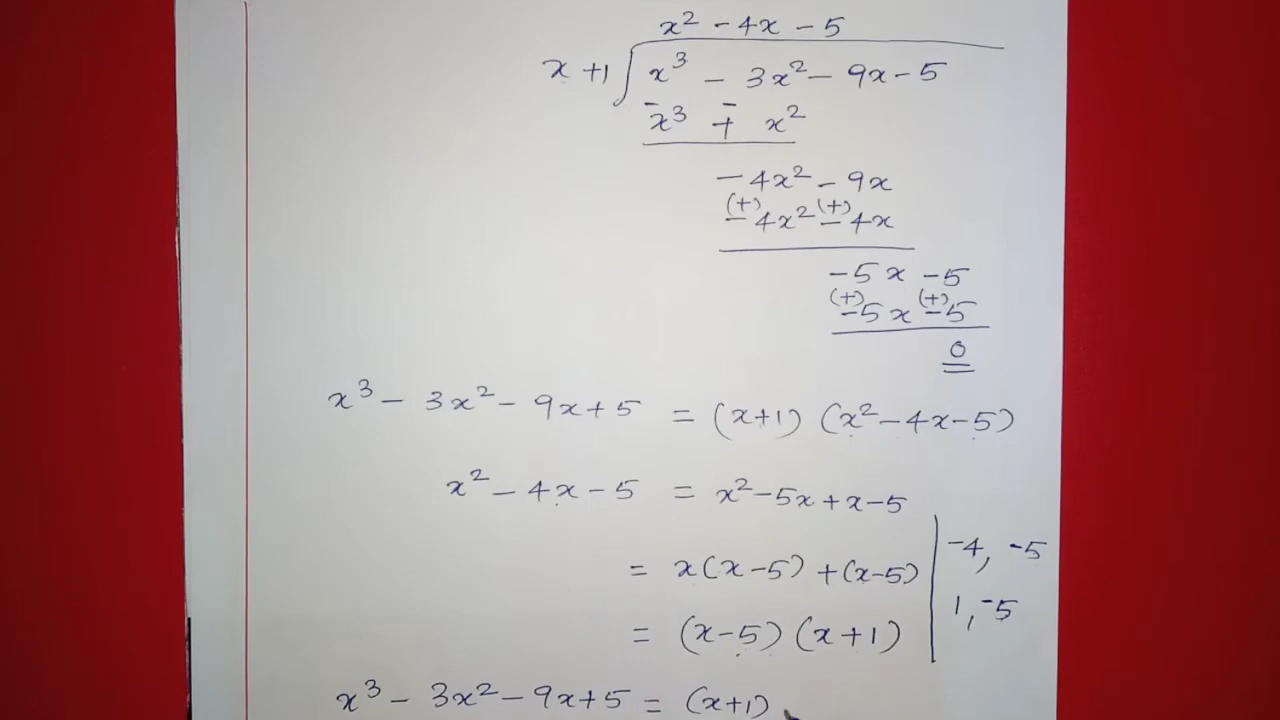 x² - 4x - 5
x + 1 √ x³ - 3x² - 9x - 5
- -
x³ + x²
- 4x² - 9x
(+) (+)
- 4x² - 4x
-5x - 5
(+) (+)
-5x - 5
0
x³ - 3x² - 9x + 5 = (x+1) (x² - 4x - 5)
x² - 4x - 5 = x² - 5x + x - 5
= x(x-5) + (x-5)
-4, -5
= (x-5) (x+1)
1, -5
x³ - 3x² - 9x + 5 = (x+1)